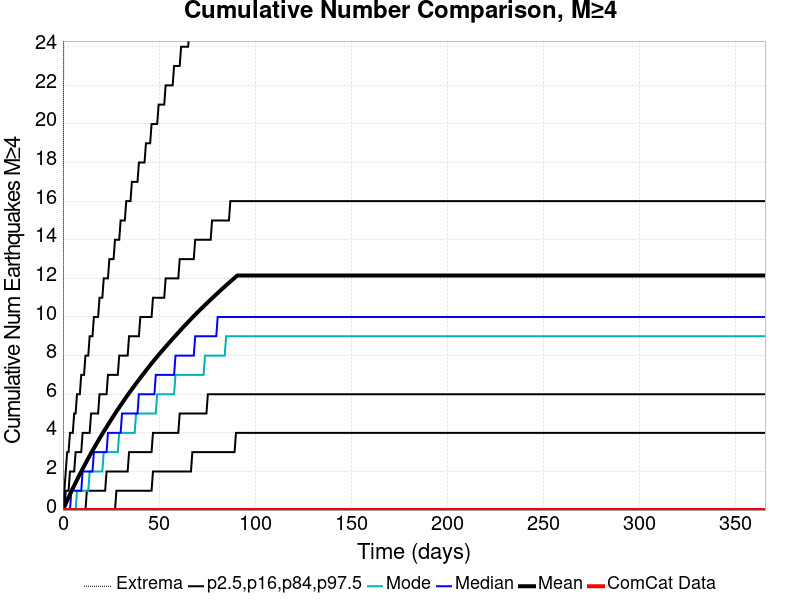 Cumulative Number Comparison, M≥4
Cumulative Num Earthquakes M≥4
24
22
20
18
16
14
12
10
8
6
4
2
0
0 50 100 150 200 250 300 350
Time (days)
Extrema p2.5,p16,p84,p97.5 Mode Median Mean ComCat Data